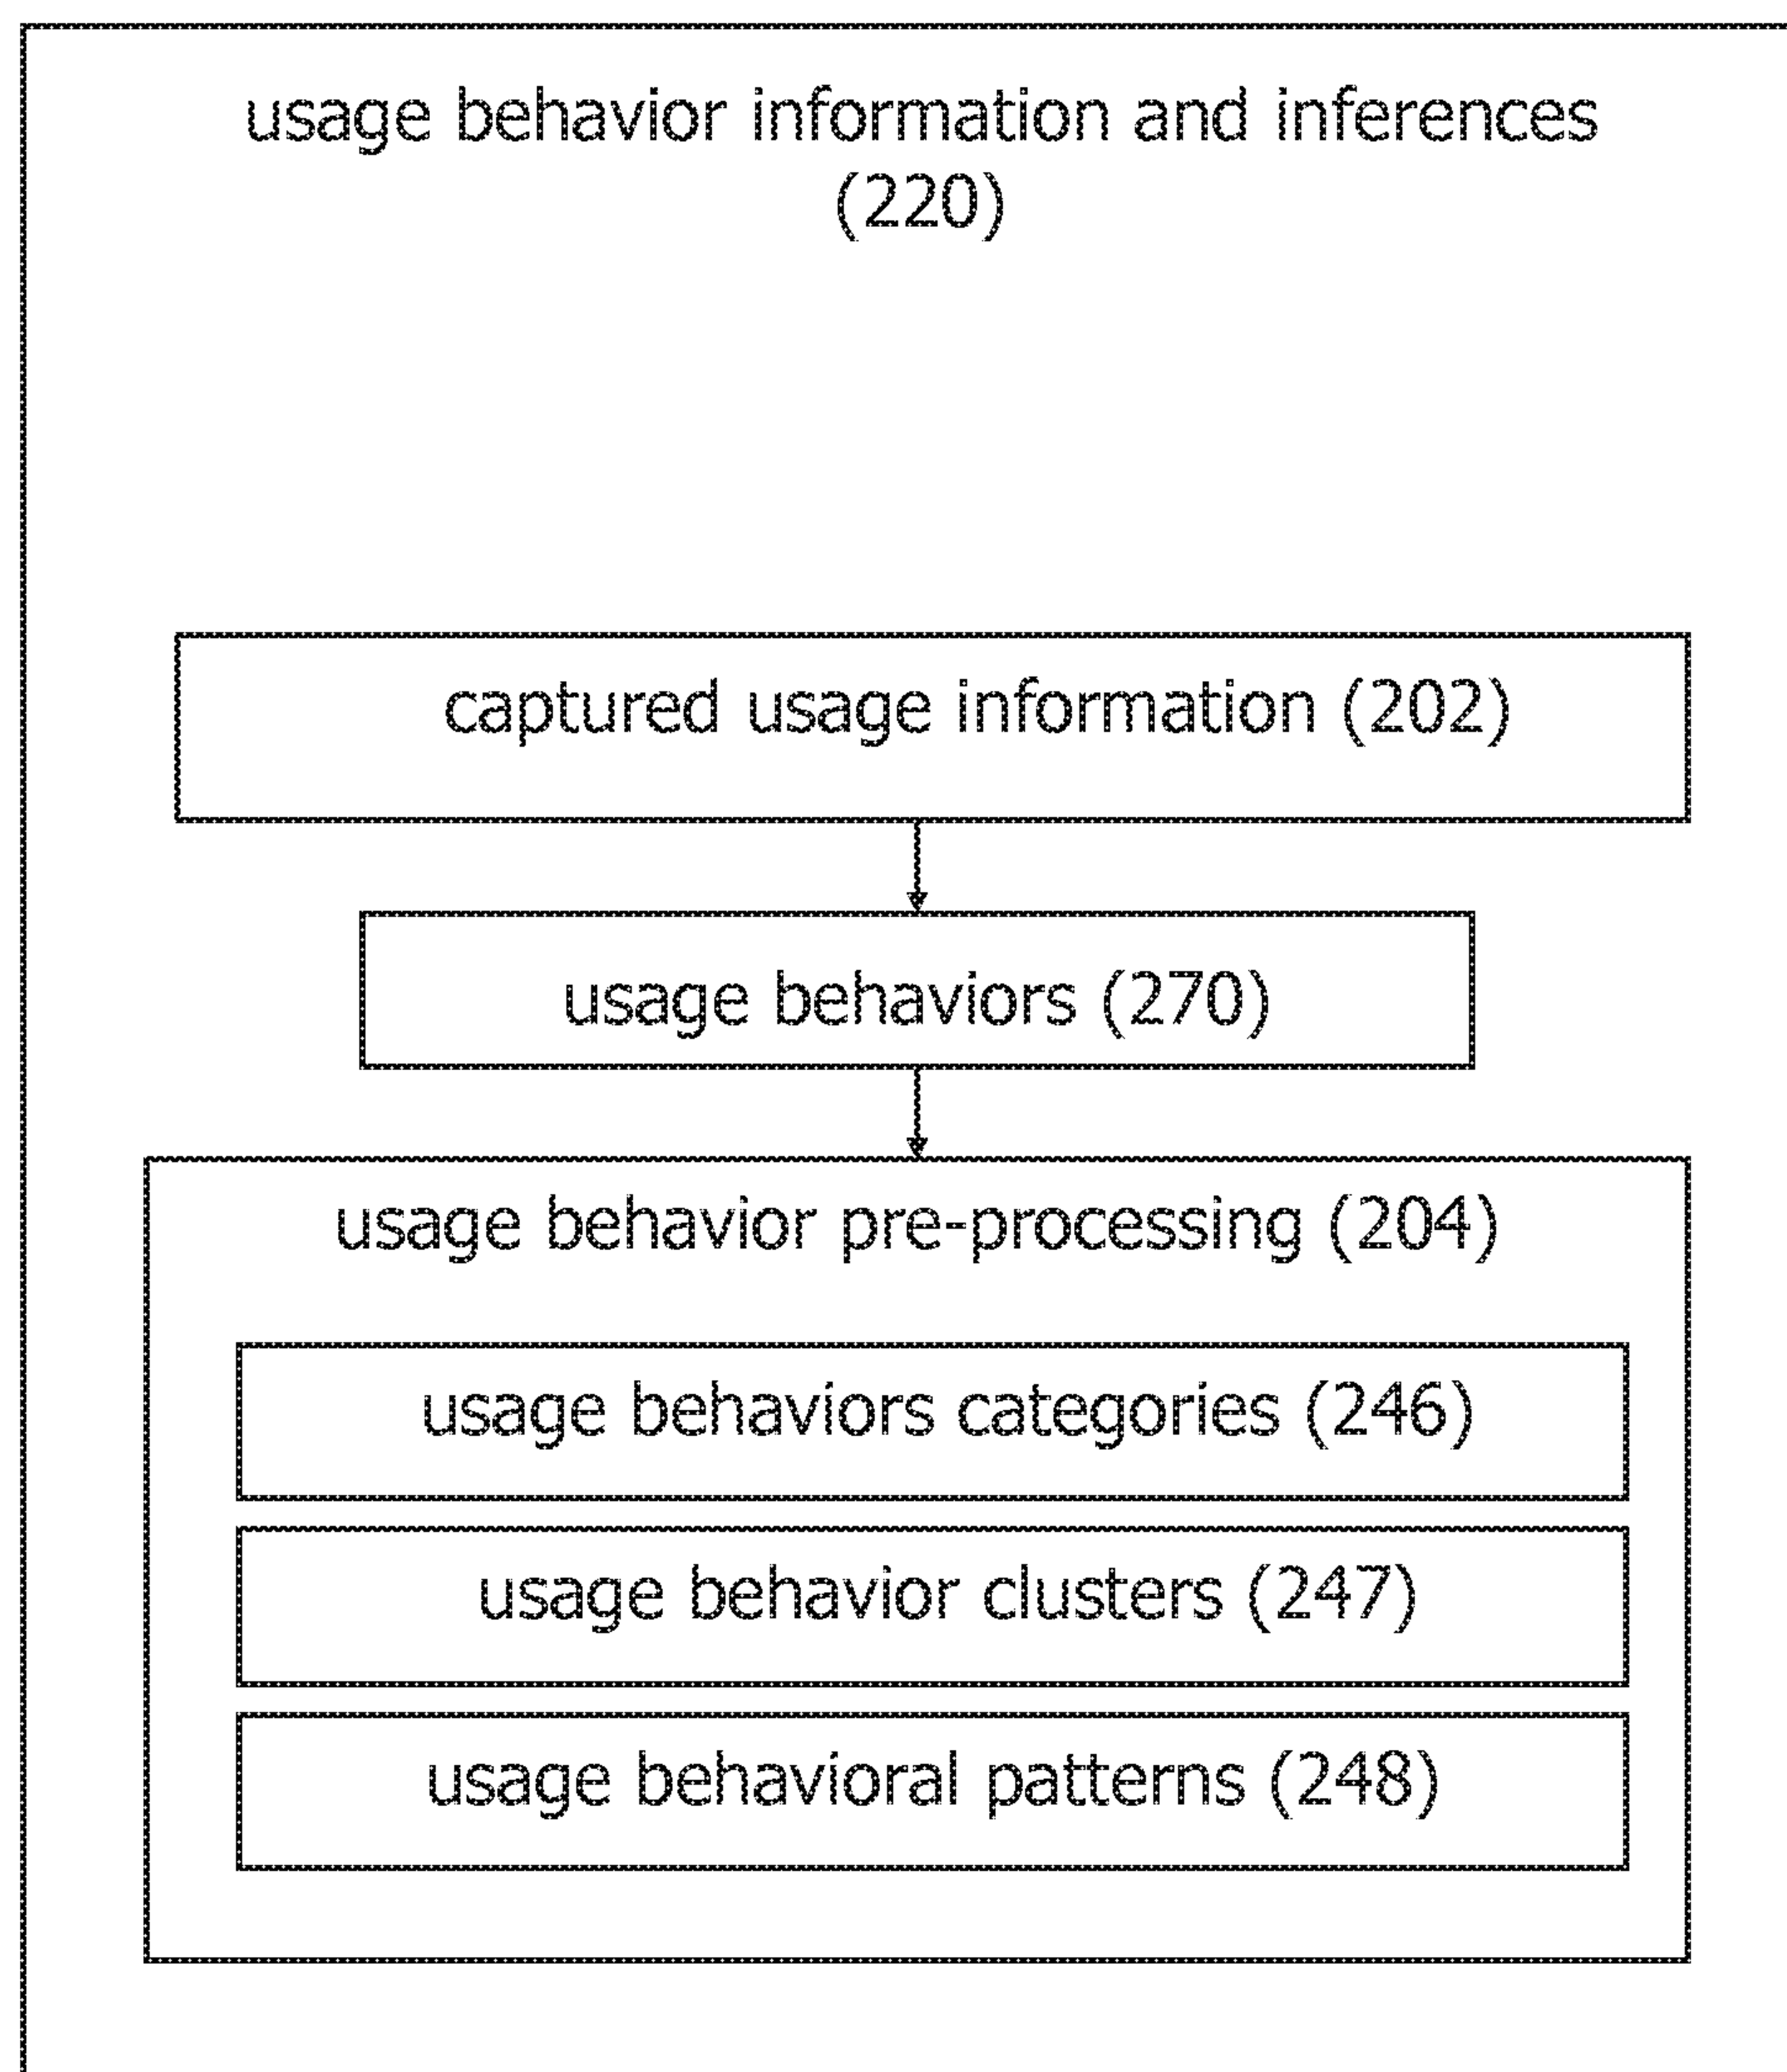 usage behavior information and inferences
(220)
captured usage information (202)
usage behaviors (270)
usage behavior pre-processing (204)
usage behaviors categories (246)
usage behavior clusters (247)
usage behavioral patterns (248)